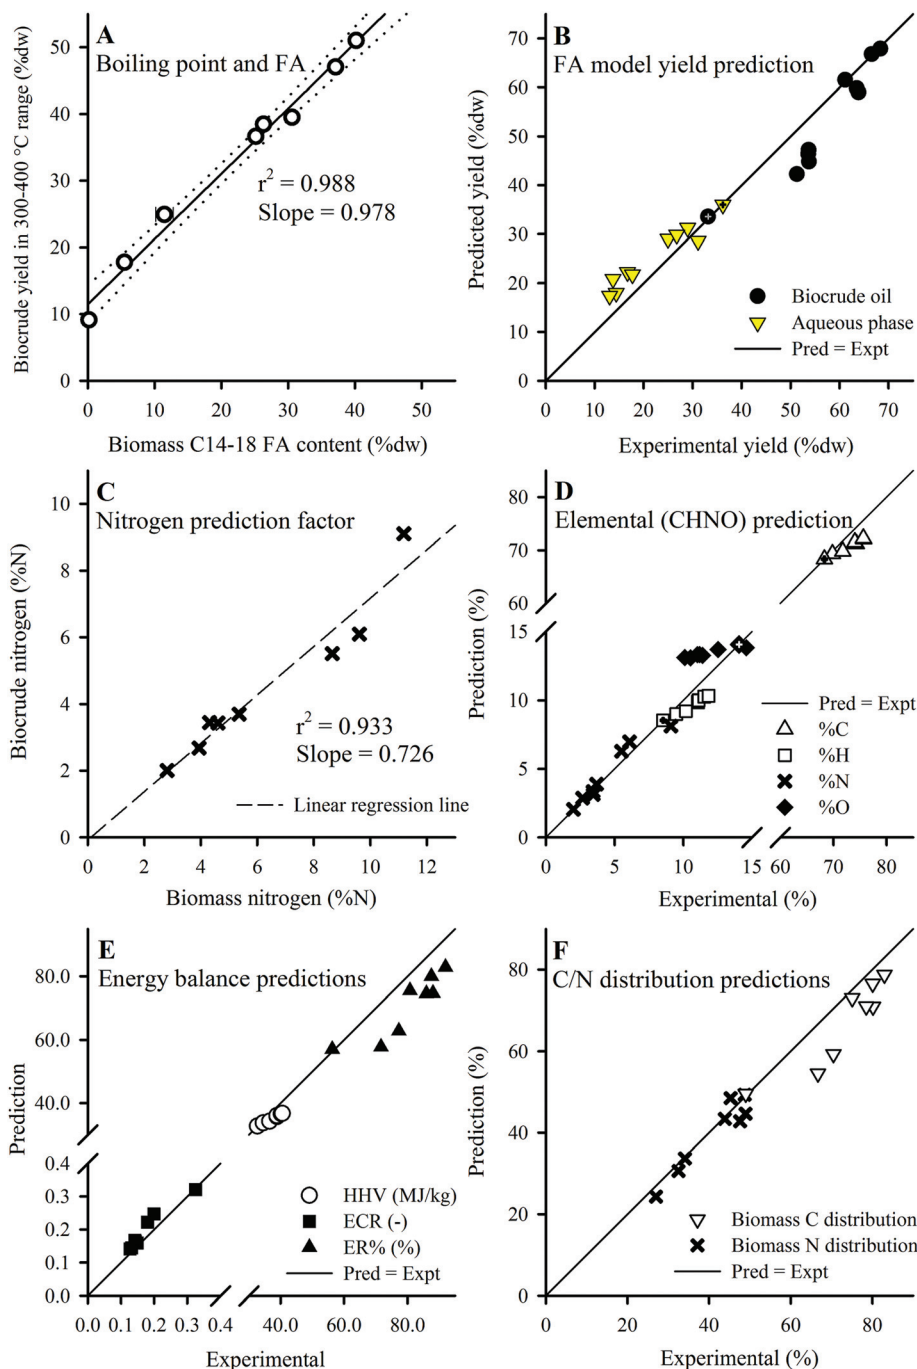 A
Boiling point and FA
r² = 0.988
Slope = 0.978
Biocrude yield in 300-400 °C range (%dw)
50
40
30
20
10
0
0 10 20 30 40 50
Biomass C14-18 FA content (%dw)
B
FA model yield prediction
Predicted yield (%dw)
70
60
50
40
30
20
10
0
Biocrude oil
Aqueous phase
Pred = Expt
0 10 20 30 40 50 60 70
Experimental yield (%dw)
C
Nitrogen prediction factor
Biocrude nitrogen (%N)
10
8
6
4
2
0
r² = 0.933
Slope = 0.726
Linear regression line
0 2 4 6 8 10 12
Biomass nitrogen (%N)
D
Elemental (CHNO) prediction
Prediction (%)
80
70
60
15
10
5
0
Pred = Expt
%C
%H
%N
%O
0 5 10 15 60 70 80
Experimental (%)
E
Energy balance predictions
Prediction
80.0
60.0
40.0
0.4
0.3
0.2
0.1
0.0
HHV (MJ/kg)
ECR (-)
ER% (%)
Pred = Expt
0.0 0.1 0.2 0.3 0.4 40.0 80.0
Experimental
F
C/N distribution predictions
Prediction (%)
80
60
40
20
0
Biomass C distribution
Biomass N distribution
Pred = Expt
0 20 40 60 80
Experimental (%)